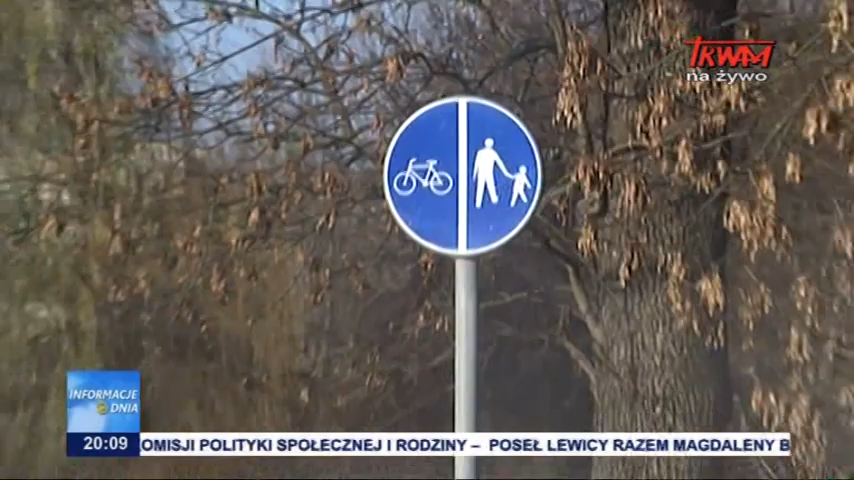 TRWAM
na żywo
INFORMACJE
DNIA
20:09
OMISJI POLITYKI SPOŁECZNEJ I RODZINY – POSEŁ LEWICY RAZEM MAGDALENY B